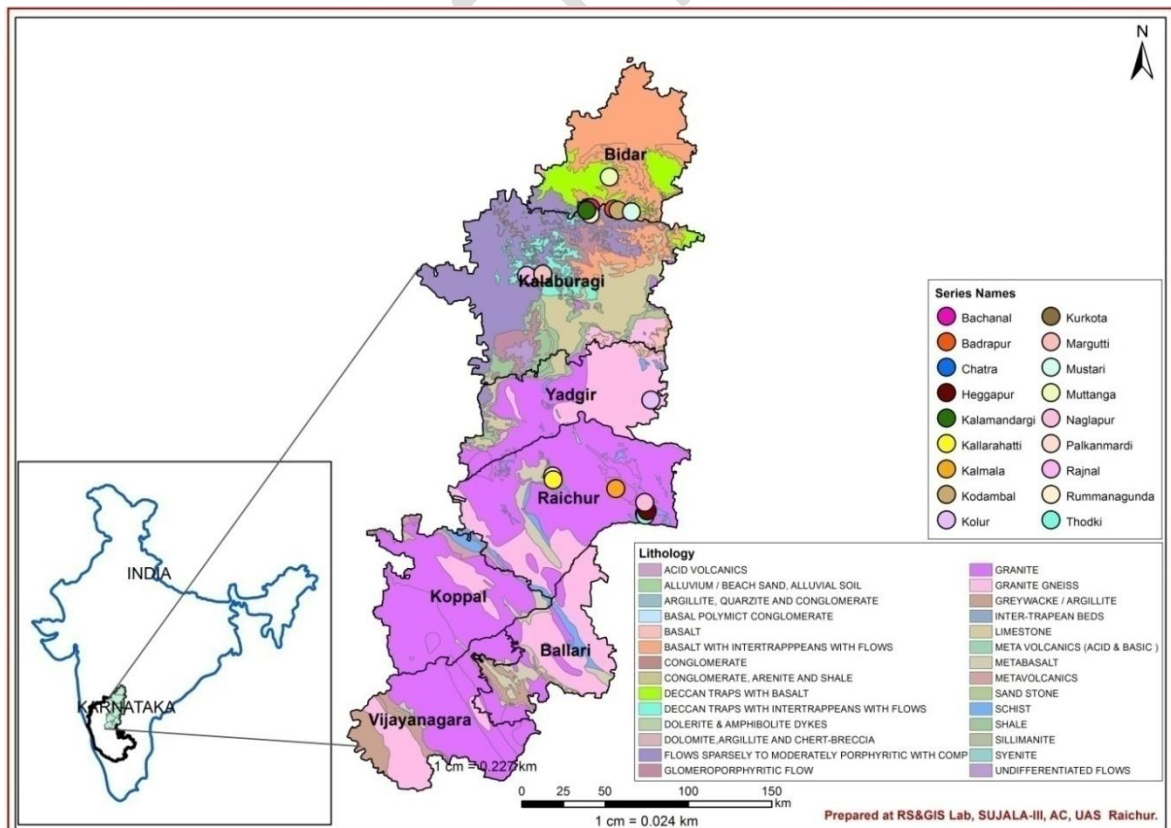 N
Bidar
Kalaburagi
Yadgir
Raichur
Koppal
Ballari
Vijayanagara
INDIA
KARNATAKA
Series Names
Bachanal
Badrapur
Chatra
Heggapur
Kalamandargi
Kallarahatti
Kalmala
Kodambal
Kolur
Kurkota
Margutti
Mustari
Muttanga
Naglapur
Palkanmardi
Rajnal
Rummanagunda
Thodki
Lithology
ACID VOLCANICS
ALLUVIUM / BEACH SAND, ALLUVIAL SOIL
ARGILLITE, QUARZITE AND CONGLOMERATE
BASAL POLYMICT CONGLOMERATE
BASALT
BASALT WITH INTERTRAPPPEANS WITH FLOWS
CONGLOMERATE
CONGLOMERATE, ARENITE AND SHALE
DECCAN TRAPS WITH BASALT
DECCAN TRAPS WITH INTERTRAPPEANS WITH FLOWS
DOLERITE & AMPHIBOLITE DYKES
DOLOMITE,ARGILLITE AND CHERT-BRECCIA
FLOWS SPARSELY TO MODERATELY PORPHYRITIC WITH COMP
GLOMEROPORPHYRITIC FLOW
GRANITE
GRANITE GNEISS
GREYWACKE / ARGILLITE
INTER-TRAPEAN BEDS
LIMESTONE
META VOLCANICS (ACID & BASIC )
METABASALT
METAVOLCANICS
SAND STONE
SCHIST
SHALE
SILLIMANITE
SYENITE
UNDIFFERENTIATED FLOWS
1 cm = 0.227 km
0 25 50 100 150
km
1 cm = 0.024 km
Prepared at RS&GIS Lab, SUJALA-III, AC, UAS Raichur.